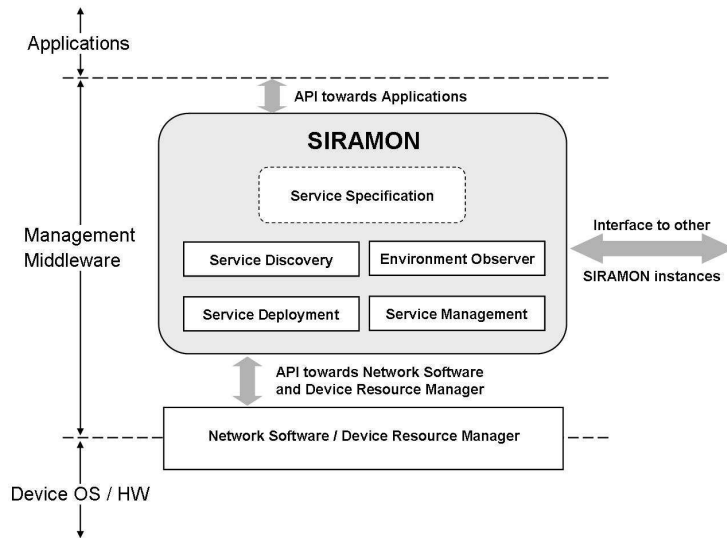 Applications
API towards Applications
SIRAMON
Service Specification
Management
Middleware
Interface to other
SIRAMON instances
Service Discovery
Environment Observer
Service Deployment
Service Management
API towards Network Software
and Device Resource Manager
Network Software / Device Resource Manager
Device OS / HW